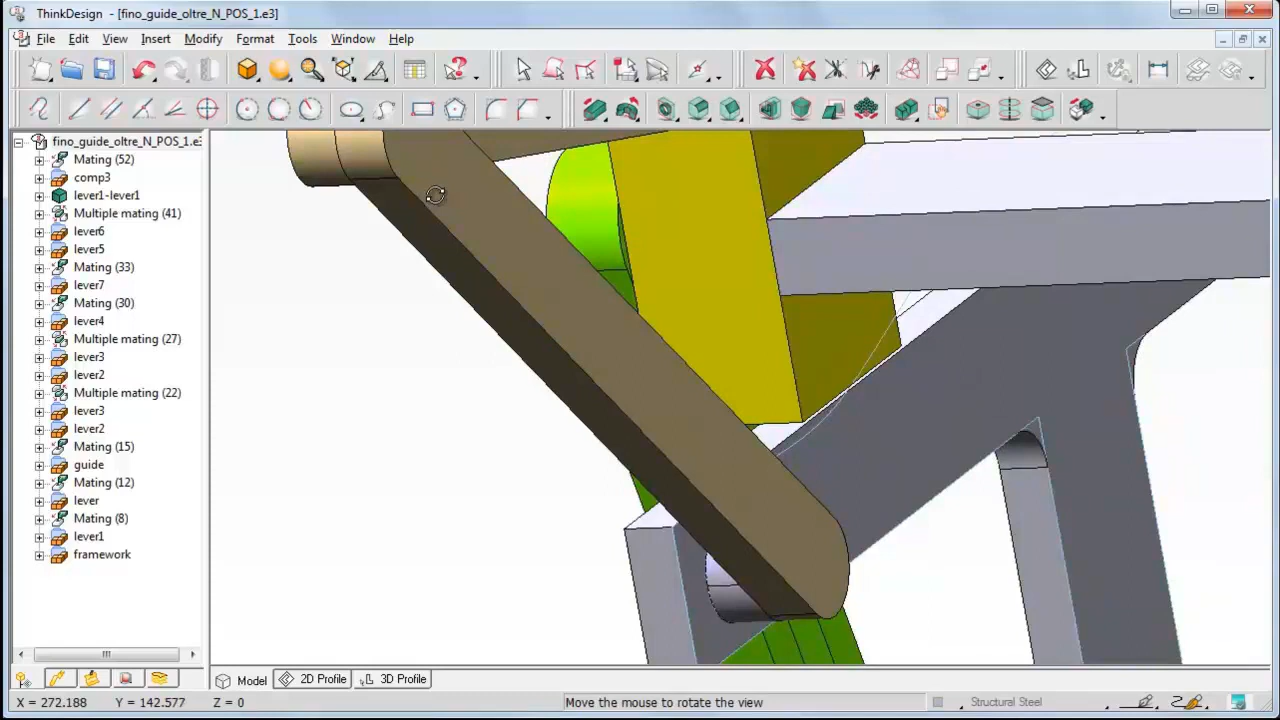 ThinkDesign - [fino_guide_oltre_N_POS_1.e3]
File Edit View Insert Modify Format Tools Window Help
fino_guide_oltre_N_POS_1.e3
Mating (52)
comp3
lever1-lever1
Multiple mating (41)
lever6
lever5
Mating (33)
lever7
Mating (30)
lever4
Multiple mating (27)
lever3
lever2
Multiple mating (22)
lever3
lever2
Mating (15)
guide
Mating (12)
lever
Mating (8)
lever1
framework
Model 2D Profile 3D Profile
X = 272.188 Y = 142.577 Z = 0 Move the mouse to rotate the view Structural Steel